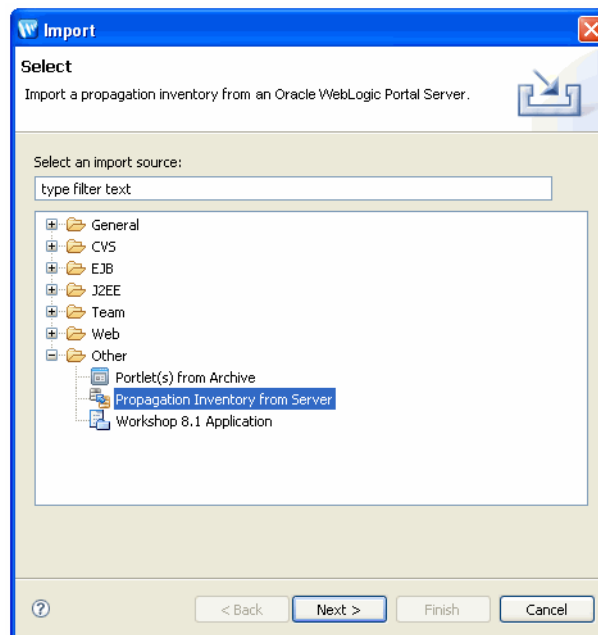 Import
Select
Import a propagation inventory from an Oracle WebLogic Portal Server.
Select an import source:
type filter text
General
CVS
EJB
J2EE
Team
Web
Other
Portlet(s) from Archive
Propagation Inventory from Server
Workshop 8.1 Application
? < Back Next > Finish Cancel